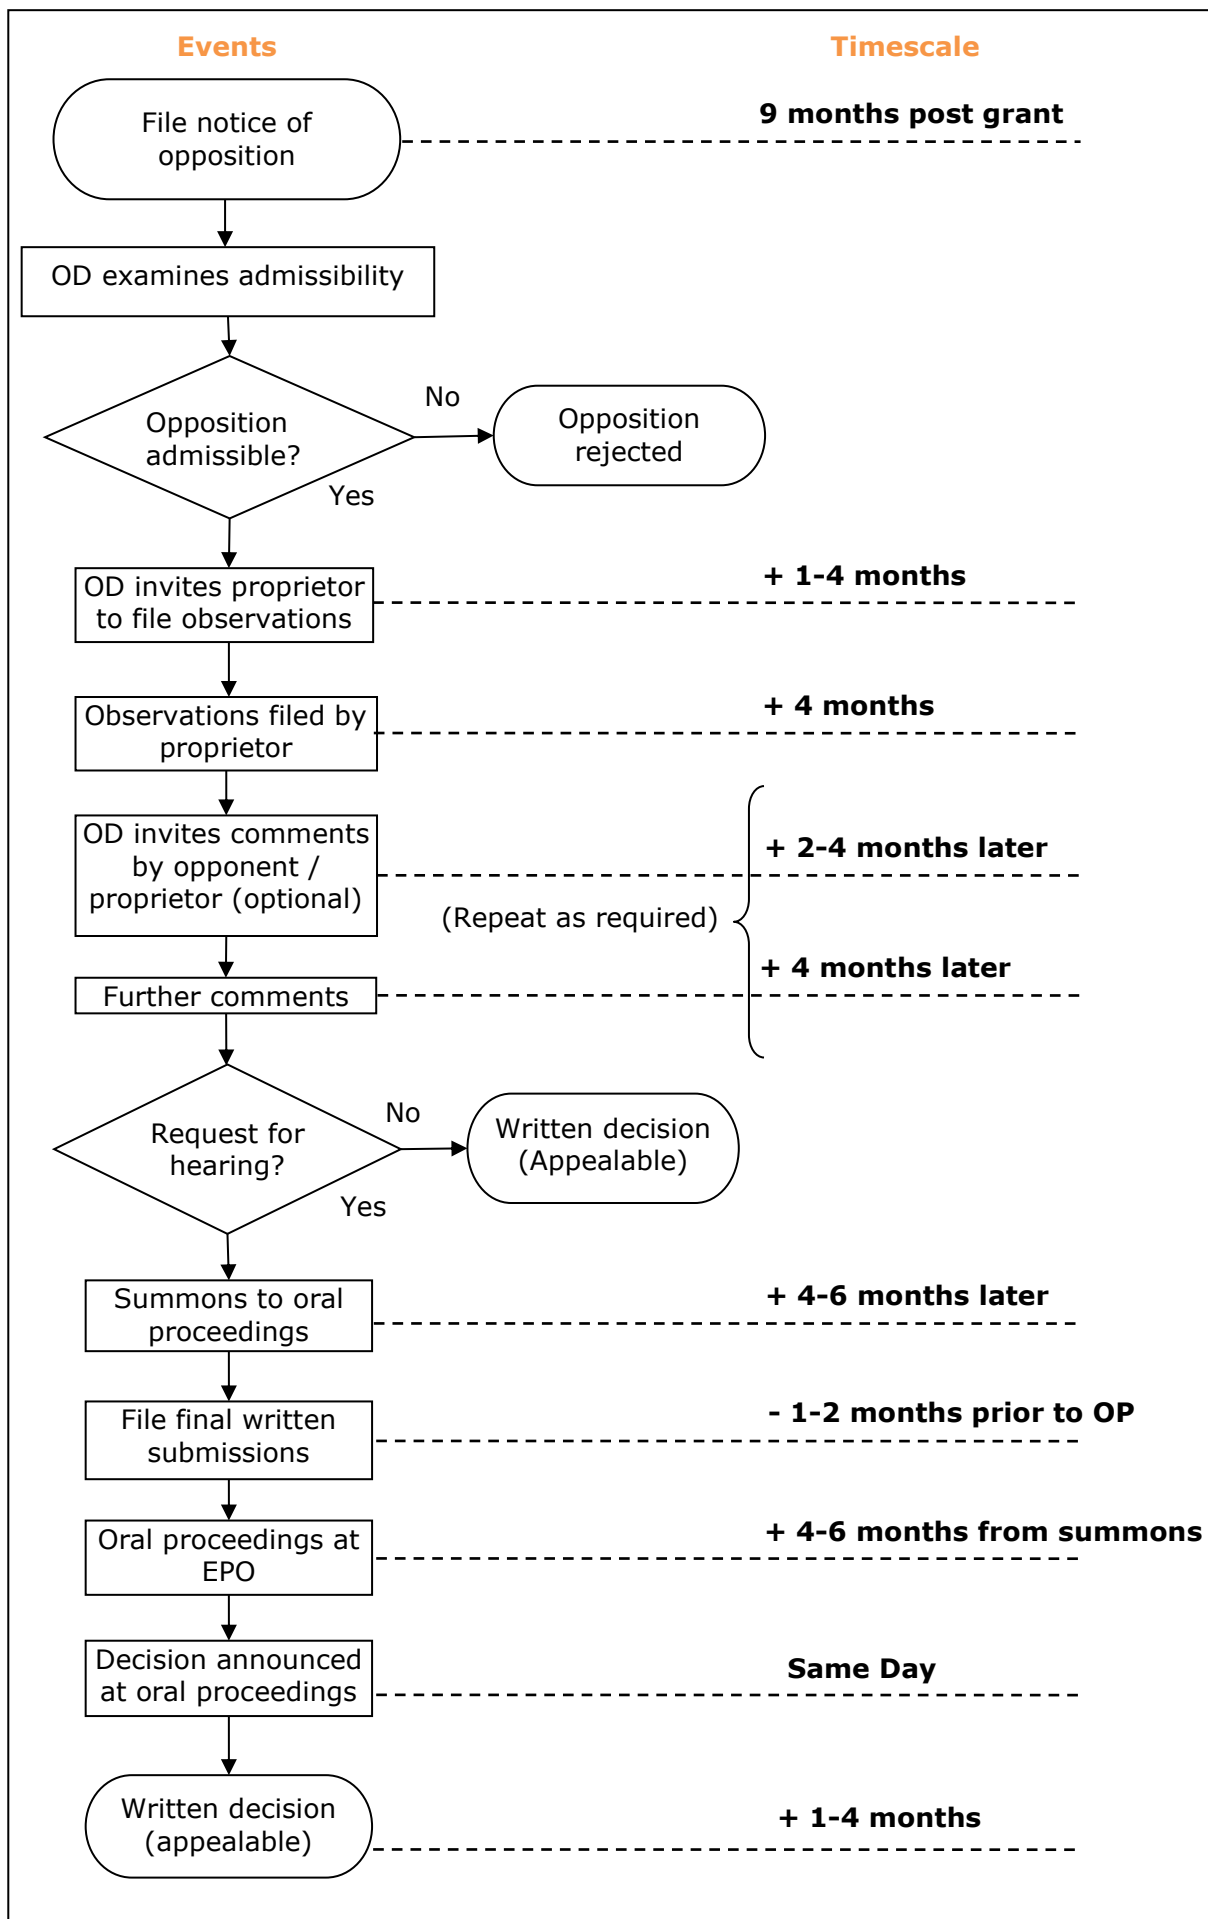 Events
Timescale
File notice of
opposition
9 months post grant
OD examines admissibility
Opposition
admissible?
No
Opposition
rejected
Yes
OD invites proprietor
to file observations
+ 1-4 months
Observations filed by
proprietor
+ 4 months
OD invites comments
by opponent /
proprietor (optional)
+ 2-4 months later
(Repeat as required)
Further comments
+ 4 months later
Request for
hearing?
No
Written decision
(Appealable)
Yes
Summons to oral
proceedings
+ 4-6 months later
File final written
submissions
- 1-2 months prior to OP
Oral proceedings at
EPO
+ 4-6 months from summons
Decision announced
at oral proceedings
Same Day
Written decision
(appealable)
+ 1-4 months